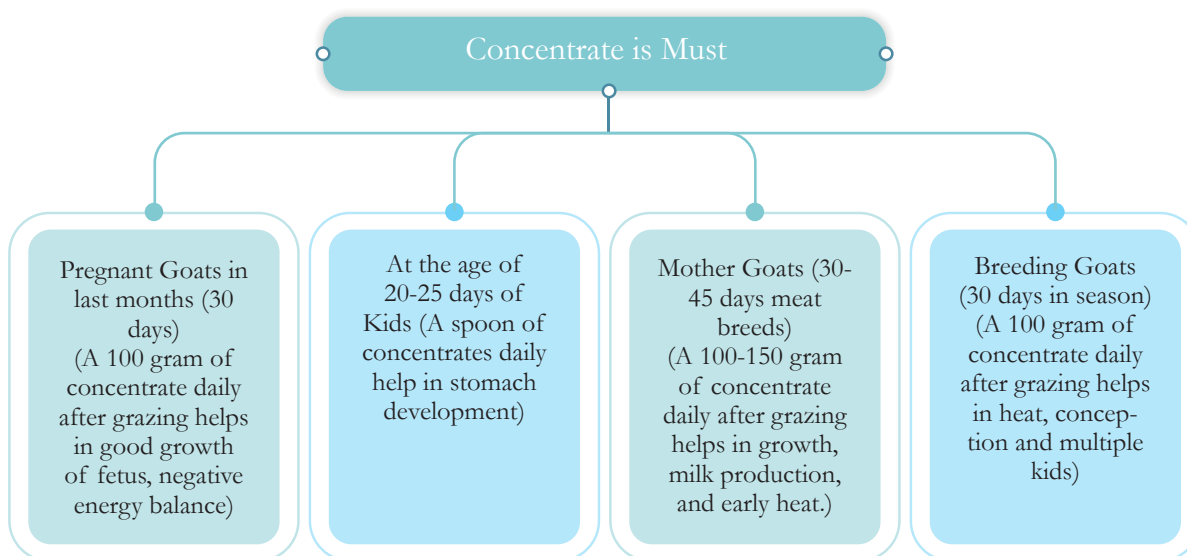 Concentrate is Must
Pregnant Goats in
last months (30
days)
(A 100 gram of
concentrate daily
after grazing helps
in good growth
of fetus, negative
energy balance)
At the age of
20-25 days of
Kids (A spoon of
concentrates daily
help in stomach
development)
Mother Goats (30-
45 days meat
breeds)
(A 100-150 gram
of concentrate
daily after grazing
helps in growth,
milk production,
and early heat.)
Breeding Goats
(30 days in season)
(A 100 gram of
concentrate daily
after grazing helps
in heat, concep-
tion and multiple
kids)